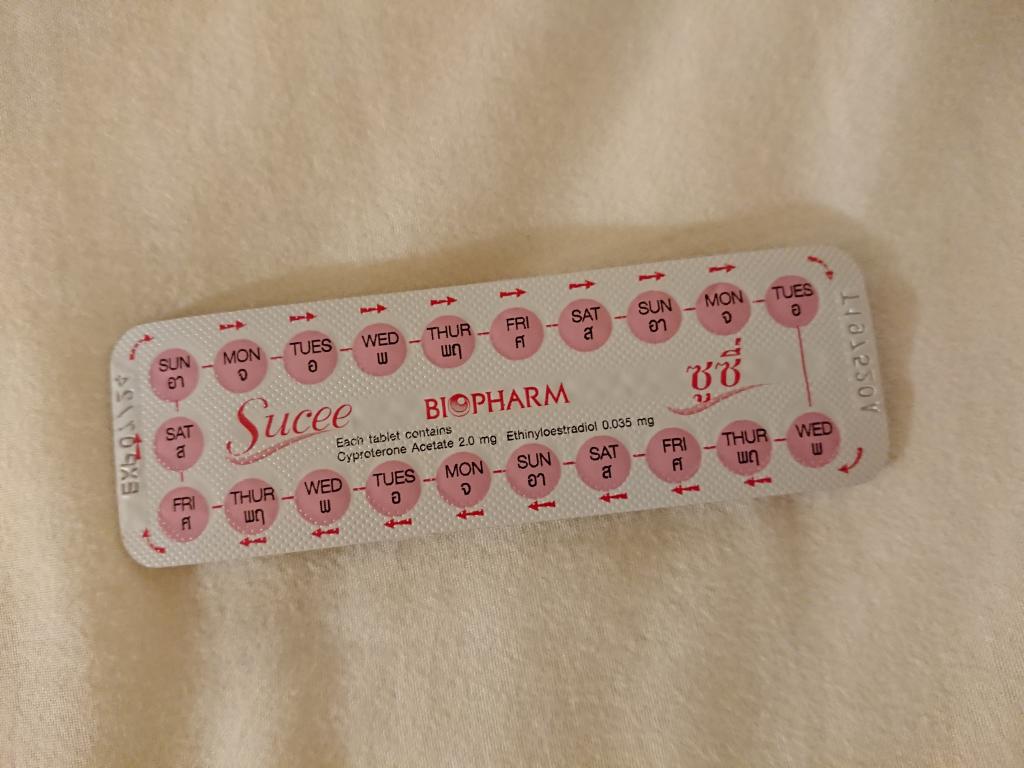 SUN MON TUES WED THUR FRI SAT SUN MON TUES
อา จ อ พ พฤ ศ ส อา จ อ
SAT
ส
Sucee BIOPHARM ซูซี่
Each tablet contains
Cyproterone Acetate 2.0 mg Ethinyloestradiol 0.035 mg
FRI THUR WED TUES MON SUN SAT FRI THUR WED
ศ พฤ พ อ จ อา ส ศ พฤ พ